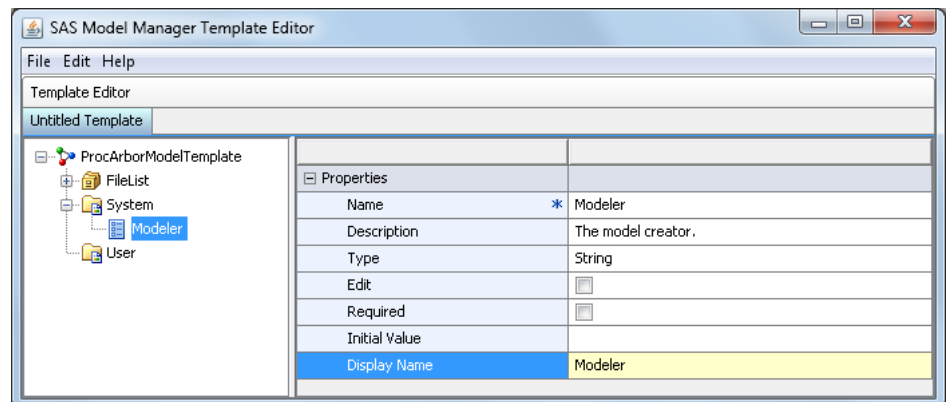 SAS Model Manager Template Editor
File Edit Help
Template Editor
Untitled Template
ProcArborModelTemplate
FileList
System
Modeler
User
Properties
Name * Modeler
Description The model creator.
Type String
Edit
Required
Initial Value
Display Name Modeler